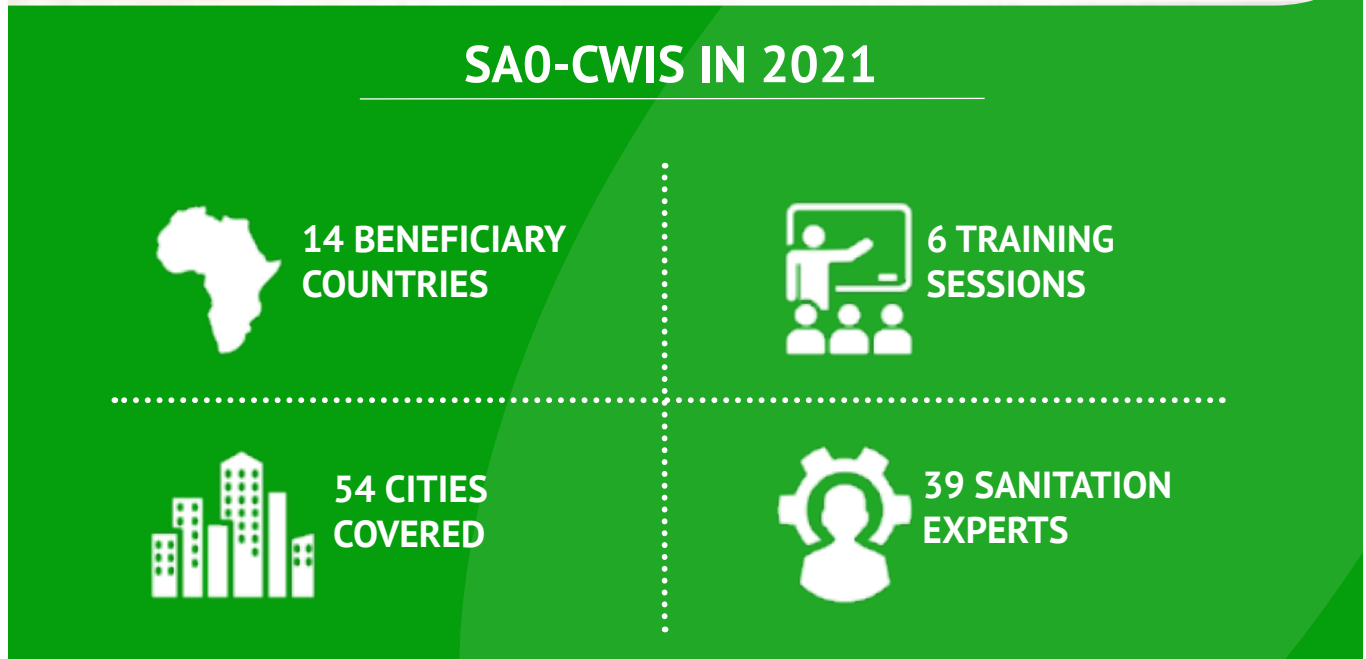 SA0-CWIS IN 2021
14 BENEFICIARY
COUNTRIES
6 TRAINING
SESSIONS
54 CITIES
COVERED
39 SANITATION
EXPERTS